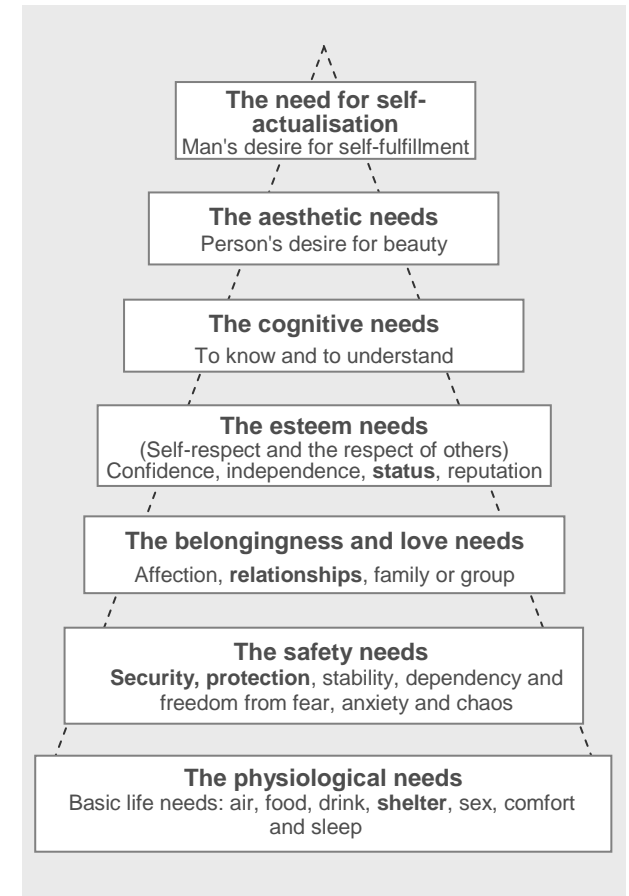 The need for self-
actualisation
Man's desire for self-fulfillment
The aesthetic needs
Person's desire for beauty
The cognitive needs
To know and to understand
The esteem needs
(Self-respect and the respect of others)
Confidence, independence, status, reputation
The belongingness and love needs
Affection, relationships, family or group
The safety needs
Security, protection, stability, dependency and
freedom from fear, anxiety and chaos
The physiological needs
Basic life needs: air, food, drink, shelter, sex, comfort
and sleep